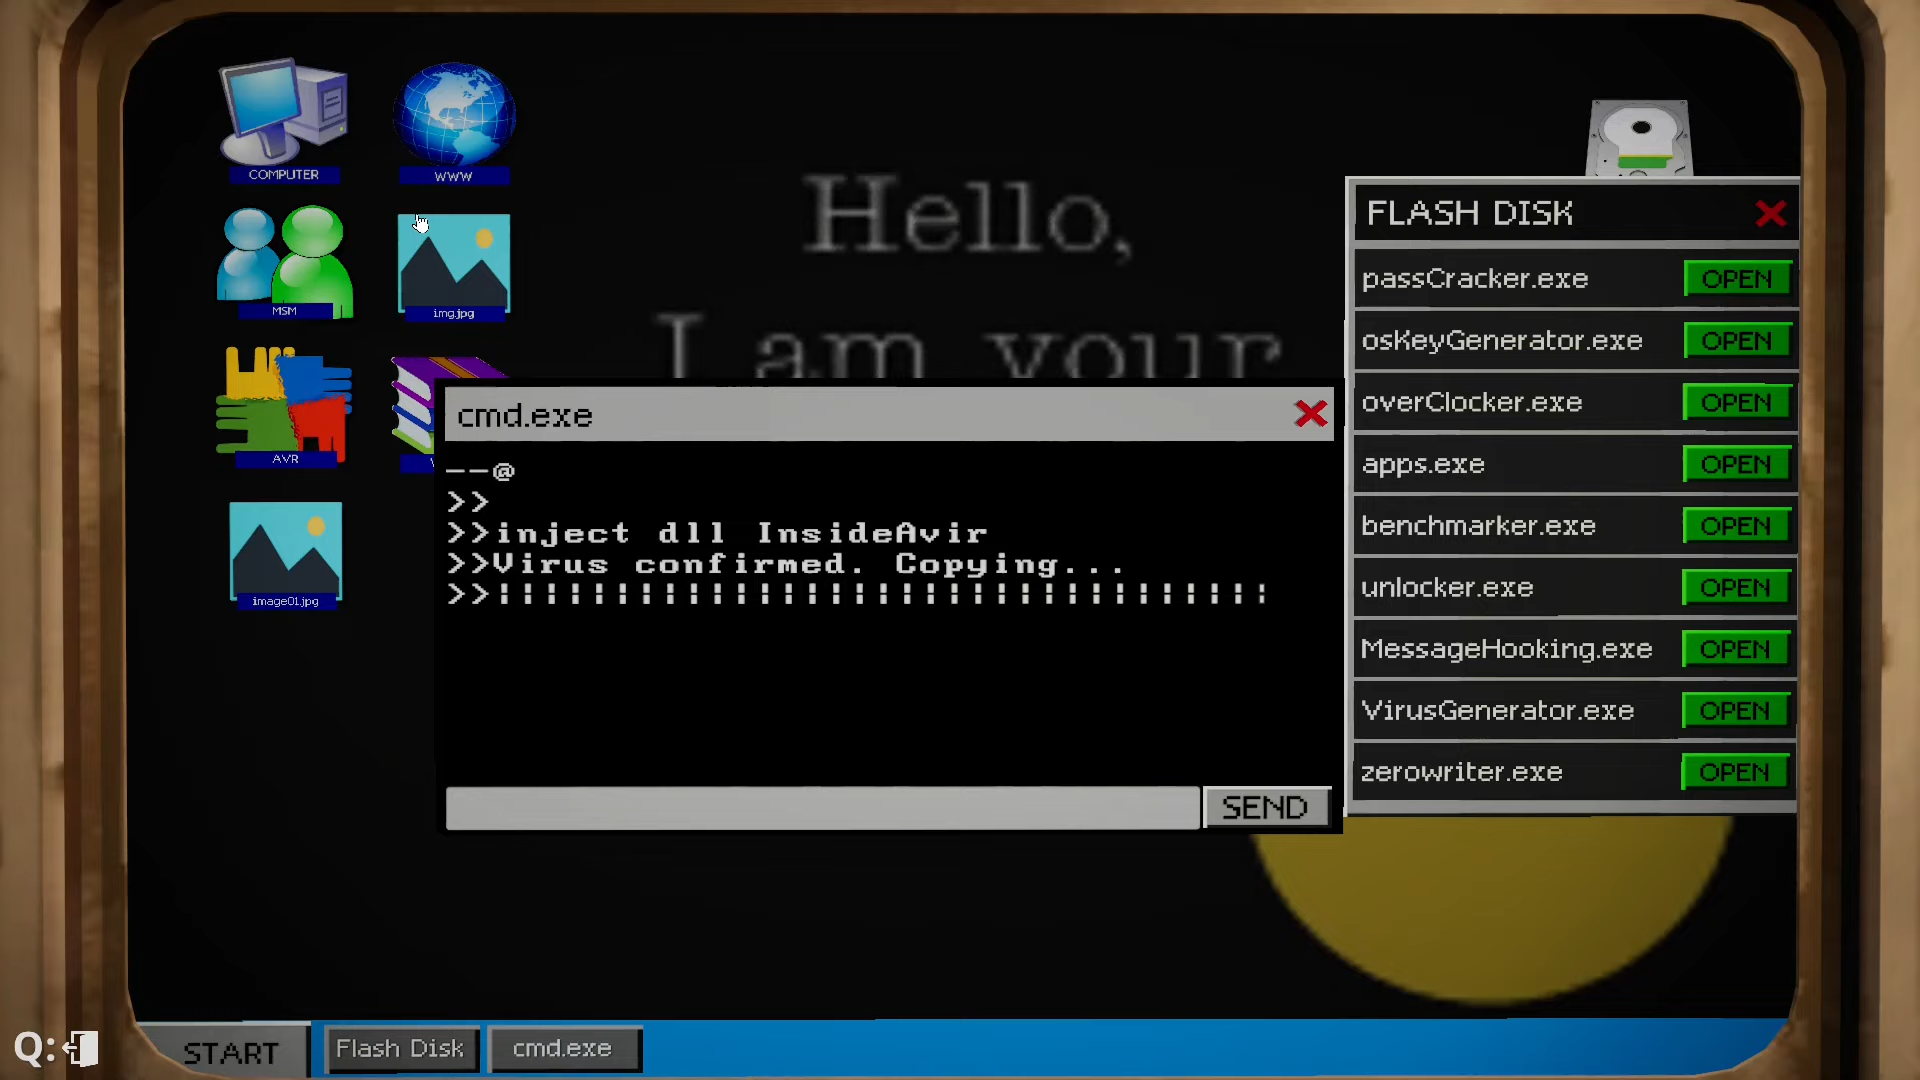 COMPUTER
WWW
MSM
img.jpg
AVR
image01.jpg
Hello,
I am your
cmd.exe
--@
>>
>>inject dll InsideAvir
>>Virus confirmed. Copying...
>>¦¦¦¦¦¦¦¦¦¦¦¦¦¦¦¦¦¦¦¦¦¦¦¦¦¦¦¦¦¦¦¦¦
SEND
FLASH DISK
passCracker.exe OPEN
osKeyGenerator.exe OPEN
overClocker.exe OPEN
apps.exe OPEN
benchmarker.exe OPEN
unlocker.exe OPEN
MessageHooking.exe OPEN
VirusGenerator.exe OPEN
zerowriter.exe OPEN
Q:
START
Flash Disk
cmd.exe